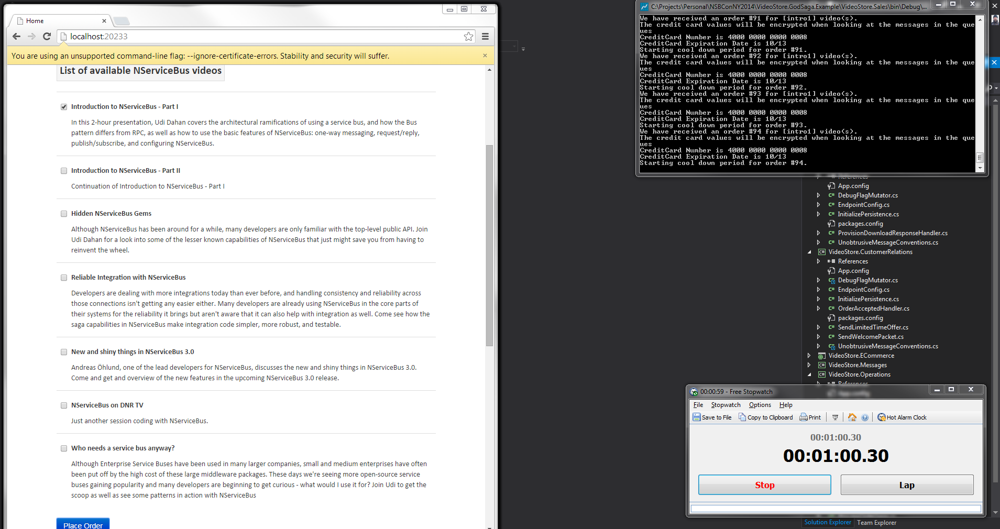 Home
localhost:20233
You are using an unsupported command-line flag: --ignore-certificate-errors. Stability and security will suffer.
List of available NServiceBus videos
Introduction to NServiceBus - Part I
In this 2-hour presentation, Udi Dahan covers the architectural ramifications of using a service bus, and how the Bus
pattern differs from RPC, as well as how to use the basic features of NServiceBus: one-way messaging, request/reply,
publish/subscribe, and configuring NServiceBus.
Introduction to NServiceBus - Part II
Continuation of Introduction to NServiceBus - Part I
Hidden NServiceBus Gems
Although NServiceBus has been around for a while, many developers are only familiar with the top-level public API. Join
Udi Dahan for a look into some of the lesser known capabilities of NServiceBus that just might save you from having to
reinvent the wheel.
Reliable Integration with NServiceBus
Developers are dealing with more integrations today than ever before, and handling consistency and reliability across
those connections isn't getting any easier either. Many developers are already using NServiceBus in the core parts of
their systems for the reliability it brings but aren't aware that it can also help with integration as well. Come see how the
saga capabilities in NServiceBus make integration code simpler, more robust, and testable.
New and shiny things in NServiceBus 3.0
Andreas Öhlund, one of the lead developers for NServiceBus, discusses the new and shiny things in NServiceBus 3.0.
Come and get and overview of the new features in the upcoming NServiceBus 3.0 release.
NServiceBus on DNR TV
Just another session coding with NServiceBus.
Who needs a service bus anyway?
Although Enterprise Service Buses have been used in many larger companies, small and medium enterprises have often
been put off by the high cost of these large middleware packages. These days we're seeing more open-source service
buses gaining popularity and many developers are beginning to get curious - what would I use it for? Join Udi to get the
scoop as well as see some patterns in action with NServiceBus
Place Order
C:\Projects\Personal\NSBConNY2014\VideoStore.GodSaga.Example\VideoStore.Sales\bin\Debug\...
We have received an order #91 for [intro1] video(s).
The credit card values will be encrypted when looking at the messages in the que
ues
CreditCard Number is 4000 0000 0000 0008
CreditCard Expiration Date is 10/13
Starting cool down period for order #91.
We have received an order #92 for [intro1] video(s).
The credit card values will be encrypted when looking at the messages in the que
ues
CreditCard Number is 4000 0000 0000 0008
CreditCard Expiration Date is 10/13
Starting cool down period for order #92.
We have received an order #93 for [intro1] video(s).
The credit card values will be encrypted when looking at the messages in the que
ues
CreditCard Number is 4000 0000 0000 0008
CreditCard Expiration Date is 10/13
Starting cool down period for order #93.
We have received an order #94 for [intro1] video(s).
The credit card values will be encrypted when looking at the messages in the que
ues
CreditCard Number is 4000 0000 0000 0008
CreditCard Expiration Date is 10/13
Starting cool down period for order #94.
References
App.config
DebugFlagMutator.cs
EndpointConfig.cs
InitializePersistence.cs
packages.config
ProvisionDownloadResponseHandler.cs
UnobtrusiveMessageConventions.cs
VideoStore.CustomerRelations
References
App.config
DebugFlagMutator.cs
EndpointConfig.cs
InitializePersistence.cs
OrderAcceptedHandler.cs
packages.config
SendLimitedTimeOffer.cs
SendWelcomePacket.cs
UnobtrusiveMessageConventions.cs
VideoStore.ECommerce
VideoStore.Messages
VideoStore.Operations
References
App.config
00:00:59 - Free Stopwatch
File Stopwatch Options Help
Save to File Copy to Clipboard Print Hot Alarm Clock
00:01:00.30
00:01:00.30
Stop Lap
Solution Explorer Team Explorer